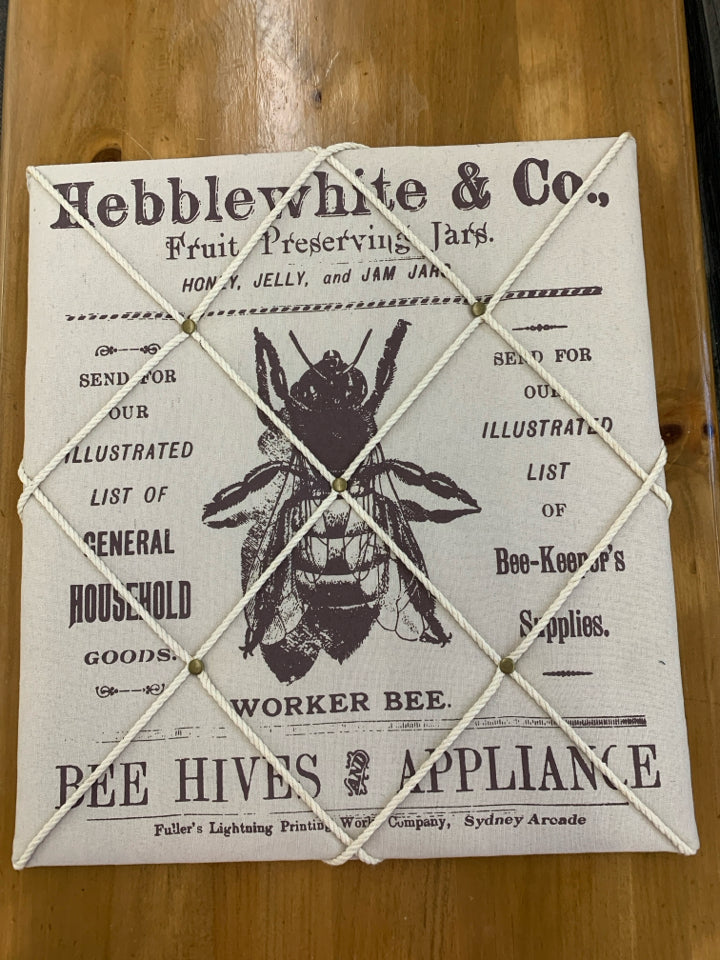 Hebblewhite & Co.,
Fruit Preserving Jars.
HONEY, JELLY, and JAM JARS
SEND FOR
OUR
ILLUSTRATED
LIST OF
GENERAL
HOUSEHOLD
GOODS.
SEND FOR
OUR
ILLUSTRATED
LIST
OF
Bee-Keeper's
Supplies.
WORKER BEE.
BEE HIVES AND APPLIANCE
Fuller's Lightning Printing Work Company, Sydney Arcade